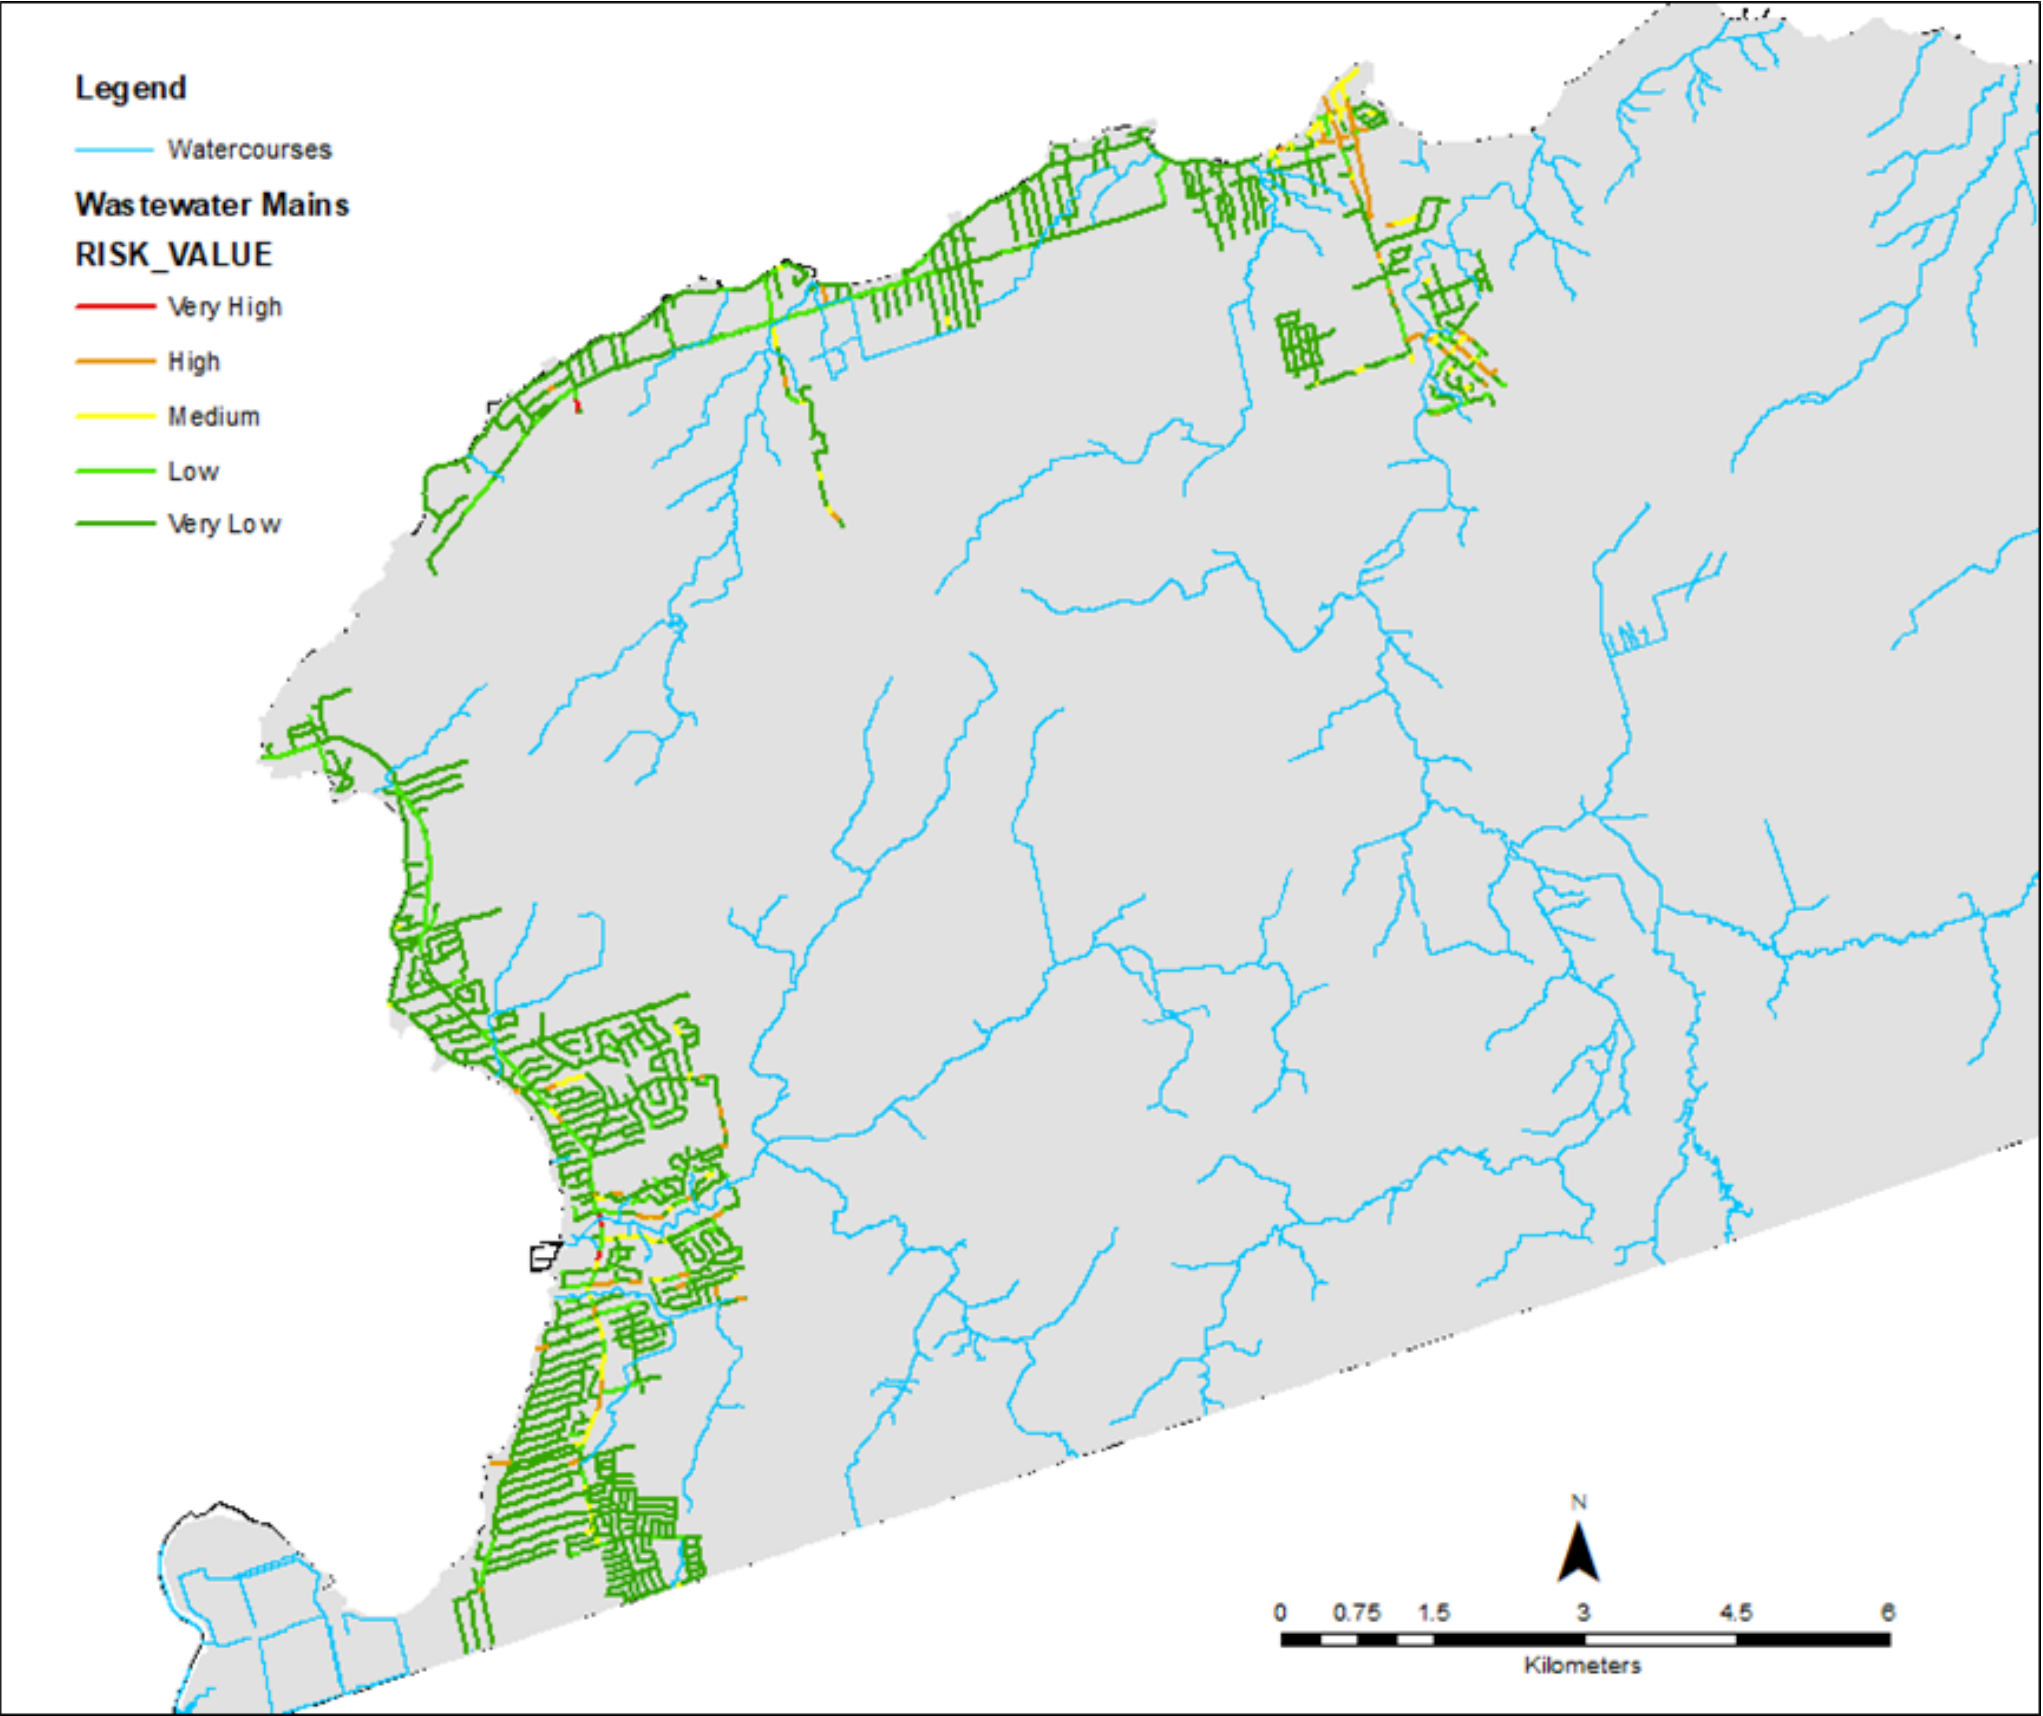 Legend
Watercourses
Wastewater Mains
RISK_VALUE
Very High
High
Medium
Low
Very Low
N
0 0.75 1.5 3 4.5 6
Kilometers